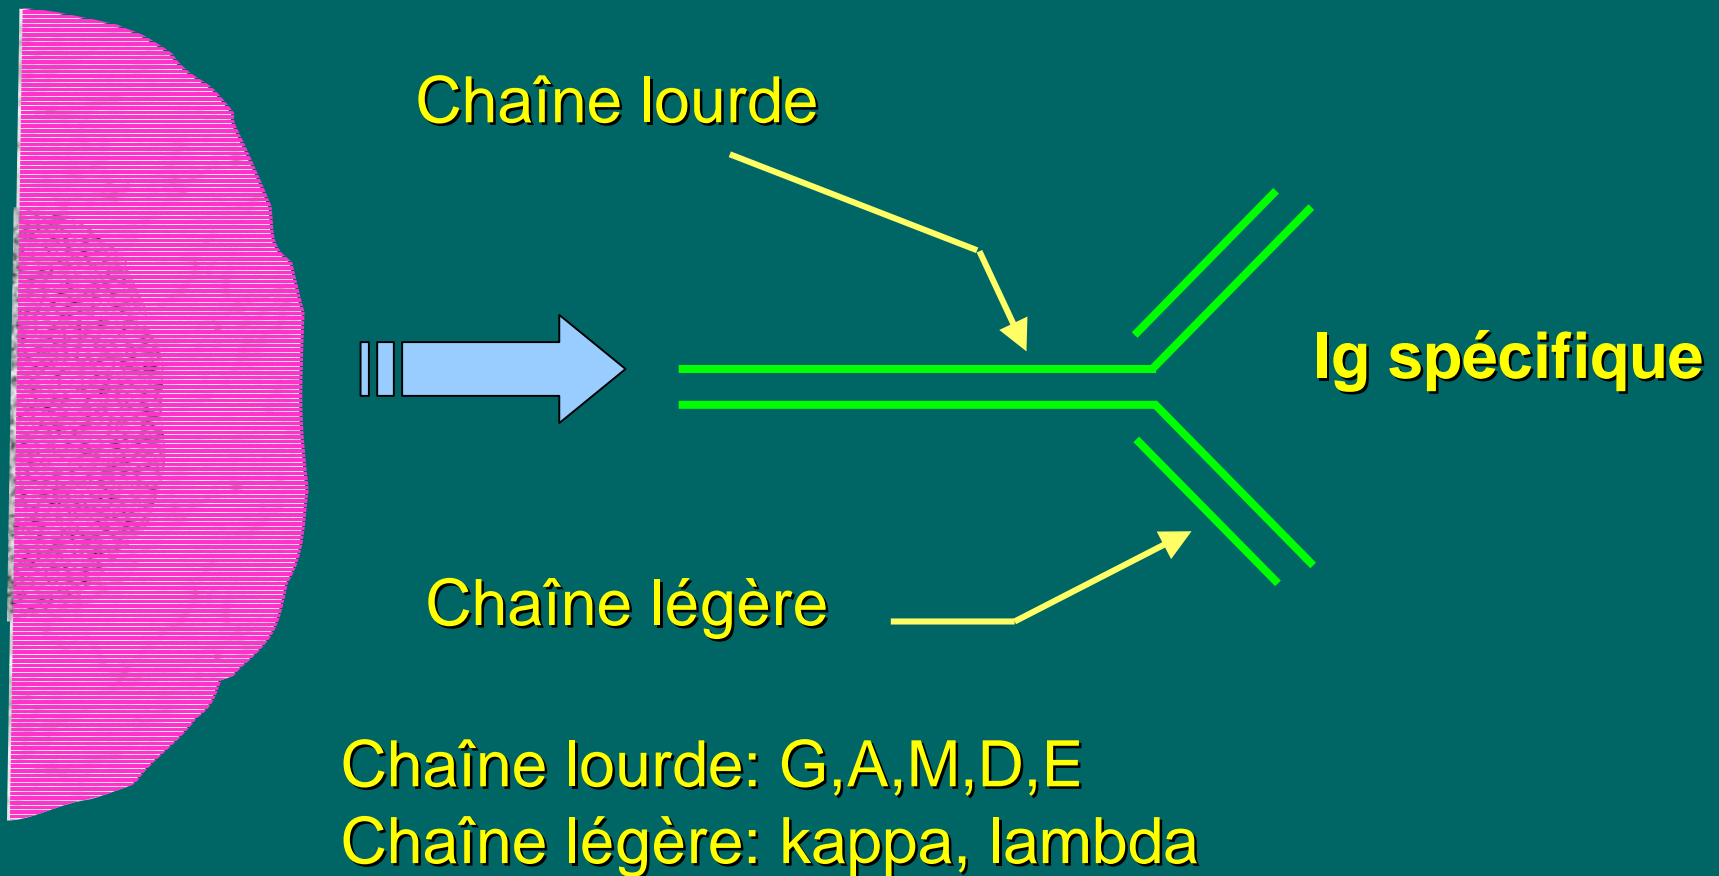 Chaîne lourde
Ig spécifique
Chaîne légère
Chaîne lourde: G,A,M,D,E
Chaîne légère: kappa, lambda